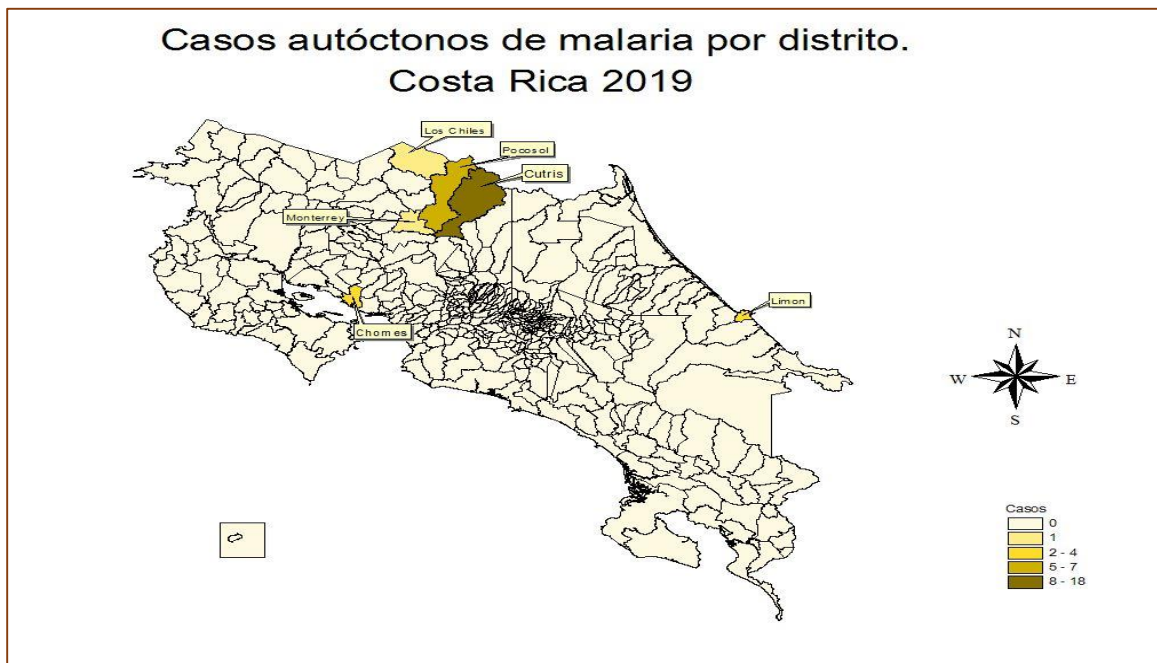 Casos autóctonos de malaria por distrito.
Costa Rica 2019
Los Chiles
Pocosol
Cutris
Monterrey
Limon
Chomes
N
W E
S
Casos
0
1
2 - 4
5 - 7
8 - 18